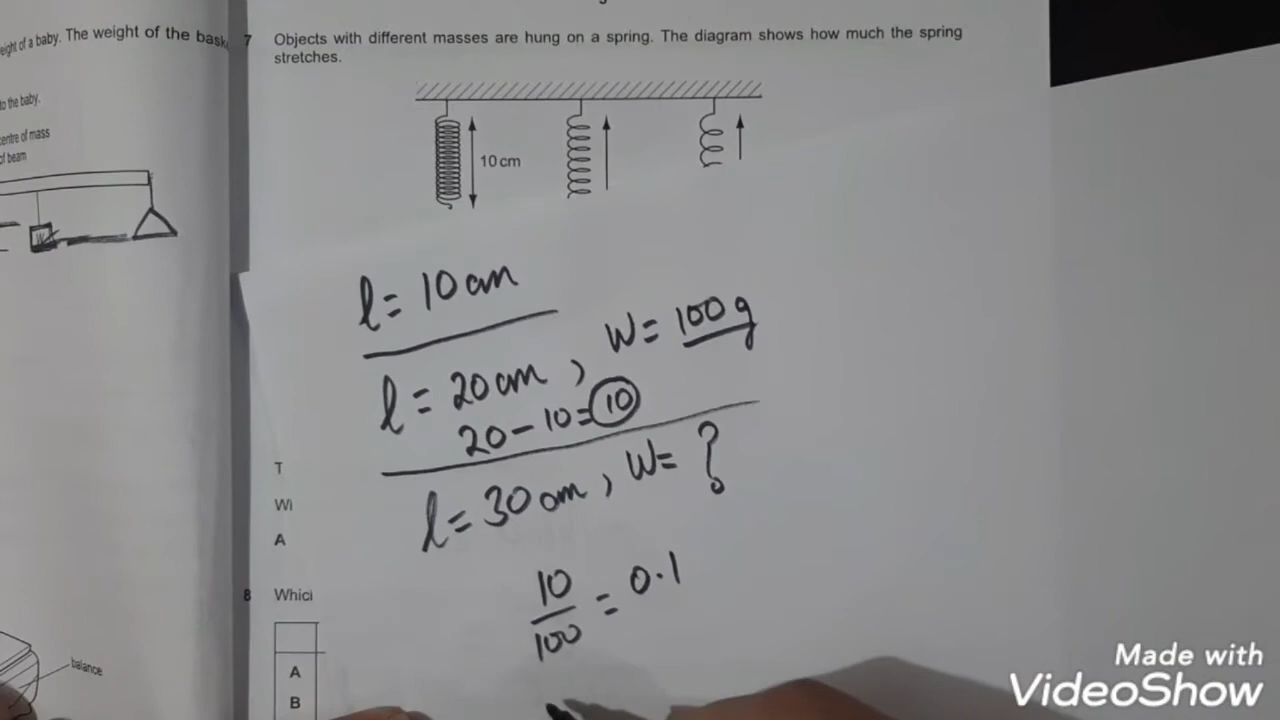 eight of a baby. The weight of the bask
to the baby.
centre of mass
of beam
balance
7 Objects with different masses are hung on a spring. The diagram shows how much the spring
stretches.
10 cm
l = 10 cm
l = 20 cm , W = 100 g
20 - 10 = 10
l = 30 cm , W = ?
10/100 = 0.1
T
Wi
A
8 Whici
A
B
Made with
VideoShow